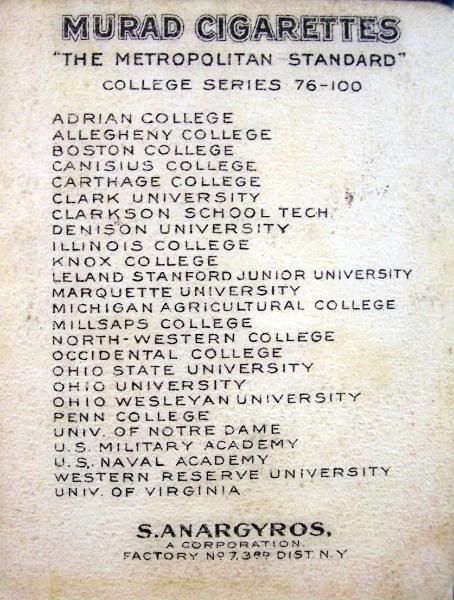 MURAD CIGARETTES
"THE METROPOLITAN STANDARD"
COLLEGE SERIES 76-100
ADRIAN COLLEGE
ALLEGHENY COLLEGE
BOSTON COLLEGE
CANISIUS COLLEGE
CARTHAGE COLLEGE
CLARK UNIVERSITY
CLARKSON SCHOOL TECH.
DENISON UNIVERSITY
ILLINOIS COLLEGE
KNOX COLLEGE
LELAND STANFORD JUNIOR UNIVERSITY
MARQUETTE UNIVERSITY
MICHIGAN AGRICULTURAL COLLEGE
MILLSAPS COLLEGE
NORTH-WESTERN COLLEGE
OCCIDENTAL COLLEGE
OHIO STATE UNIVERSITY
OHIO UNIVERSITY
OHIO WESLEYAN UNIVERSITY
PENN COLLEGE
UNIV. OF NOTRE DAME
U.S. MILITARY ACADEMY
U.S. NAVAL ACADEMY
WESTERN RESERVE UNIVERSITY
UNIV. OF VIRGINIA
S. ANARGYROS,
A CORPORATION.
FACTORY Nº 7, 3RD DIST. N.Y